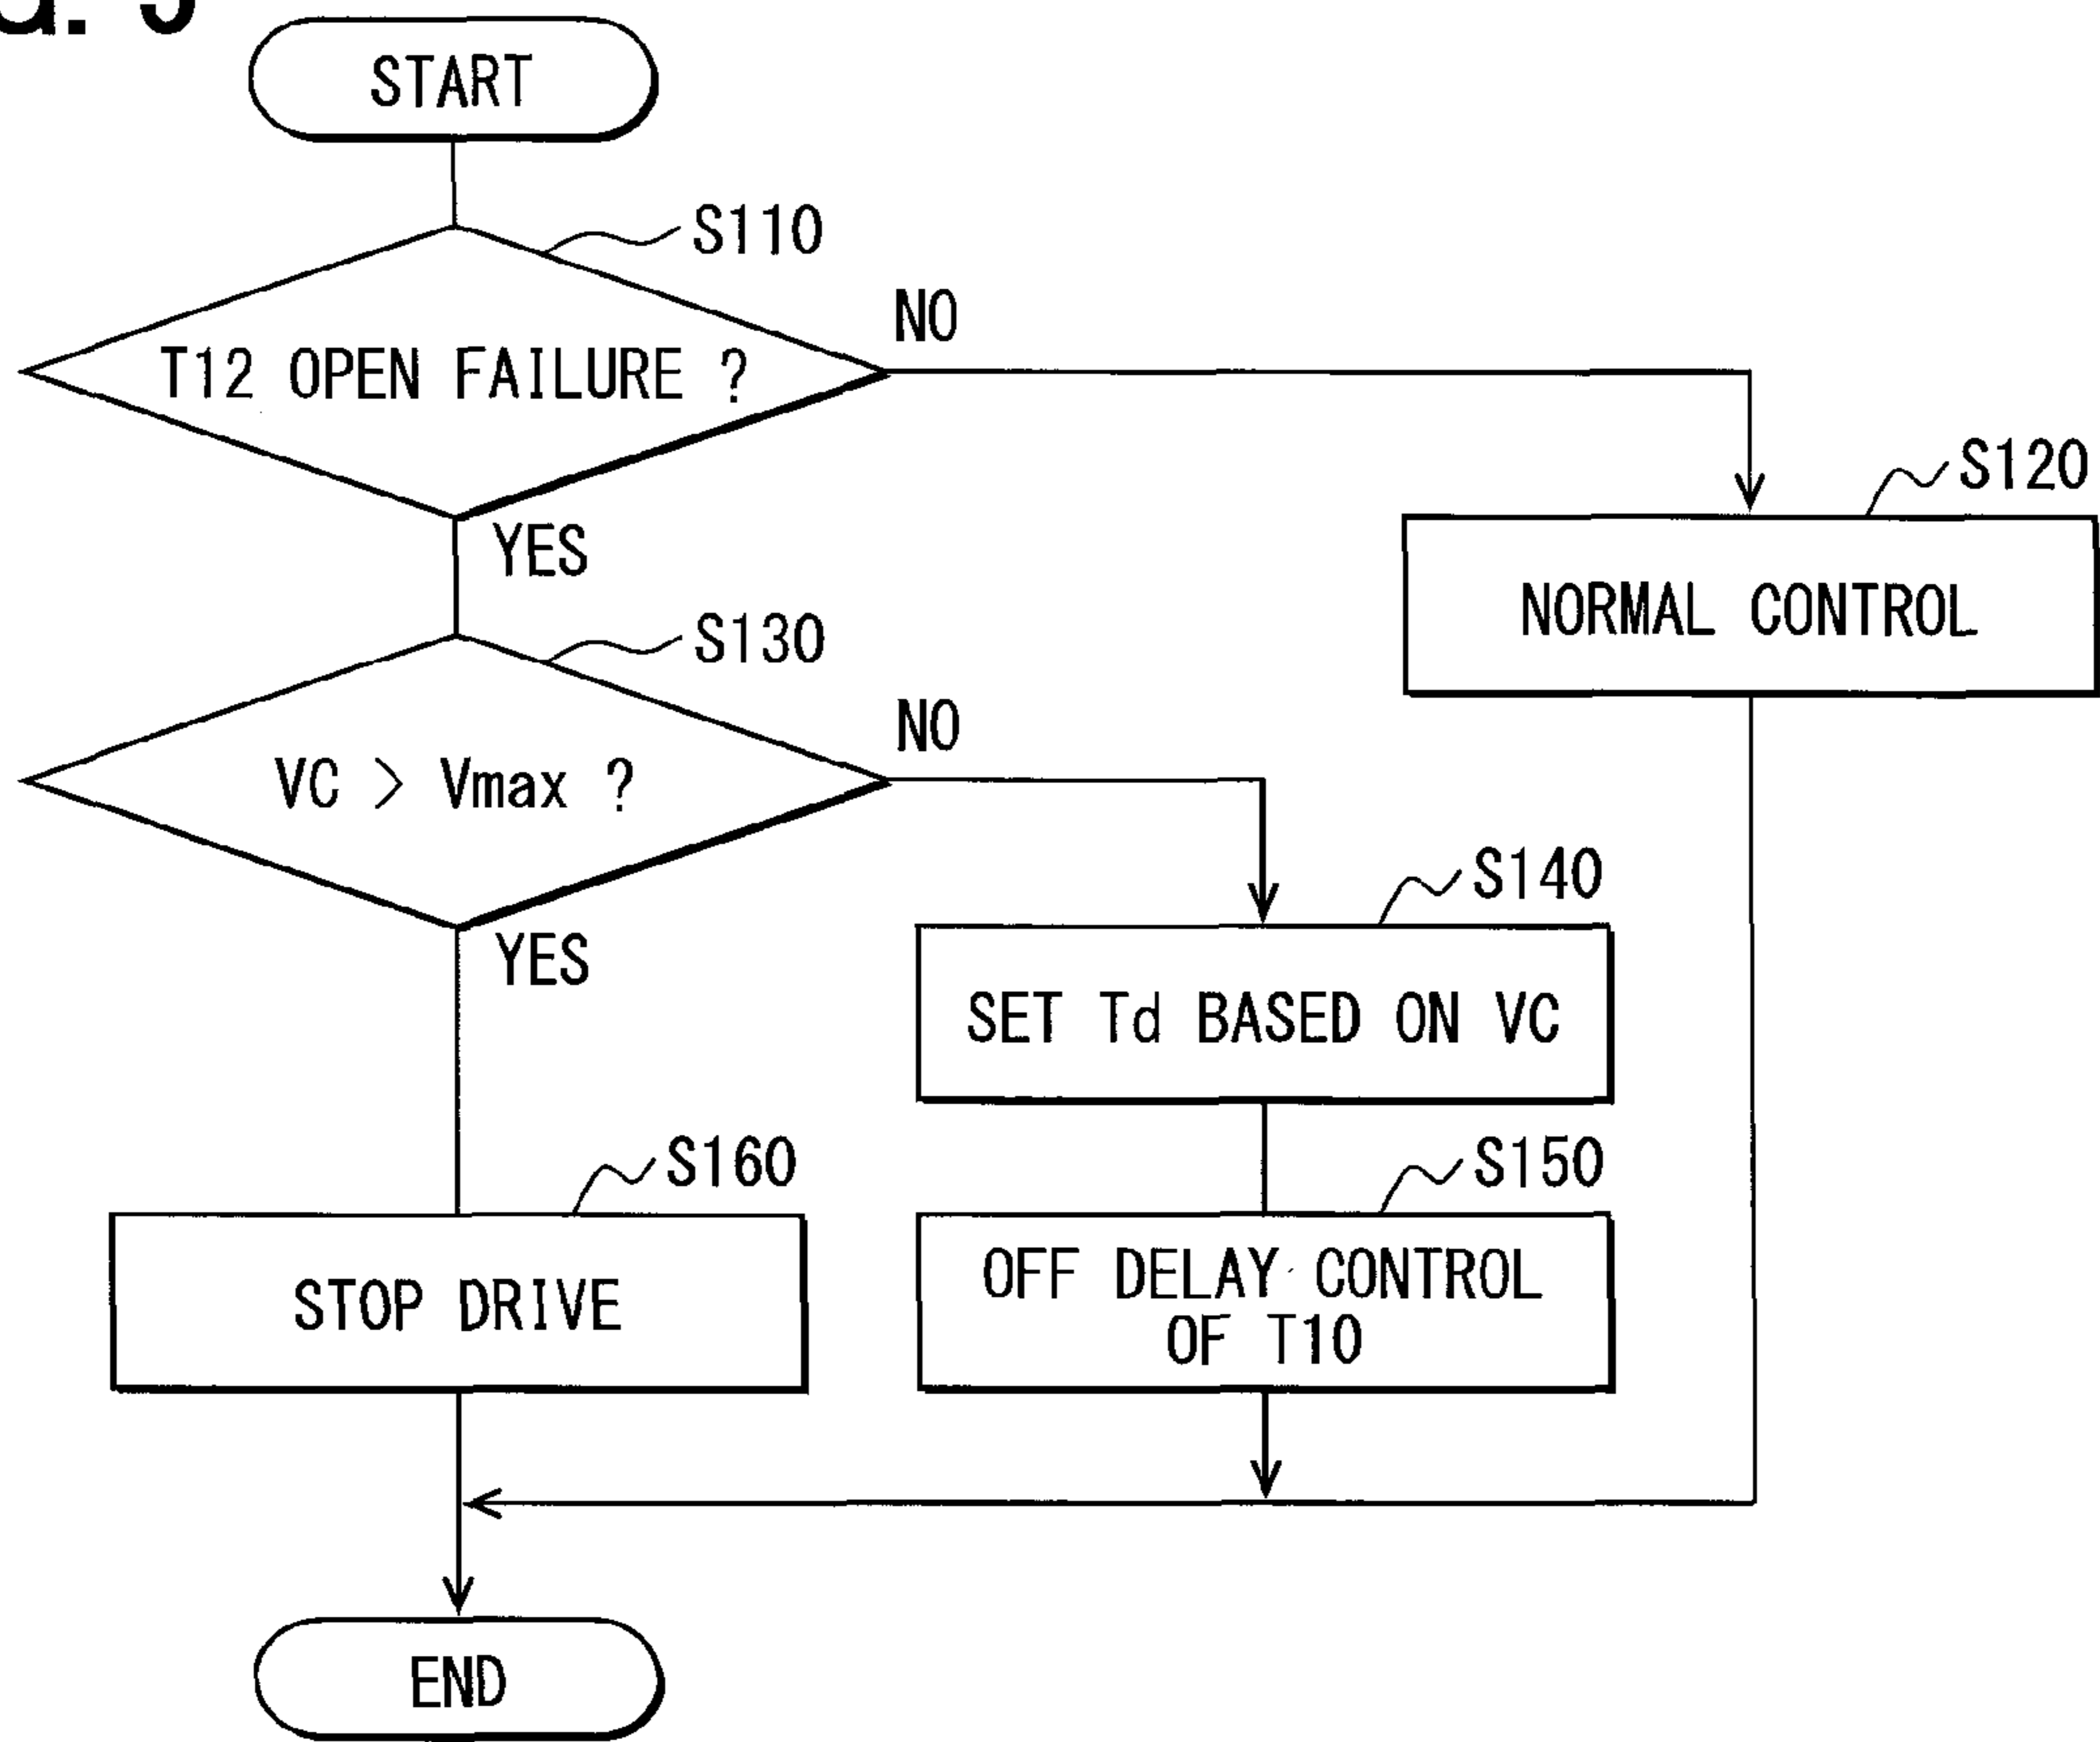 START
S110
NO
T12 OPEN FAILURE ?
S120
YES
NORMAL CONTROL
S130
NO
VC > Vmax ?
S140
YES
SET Td BASED ON VC
S160
S150
STOP DRIVE
OFF DELAY CONTROL
OF T10
END